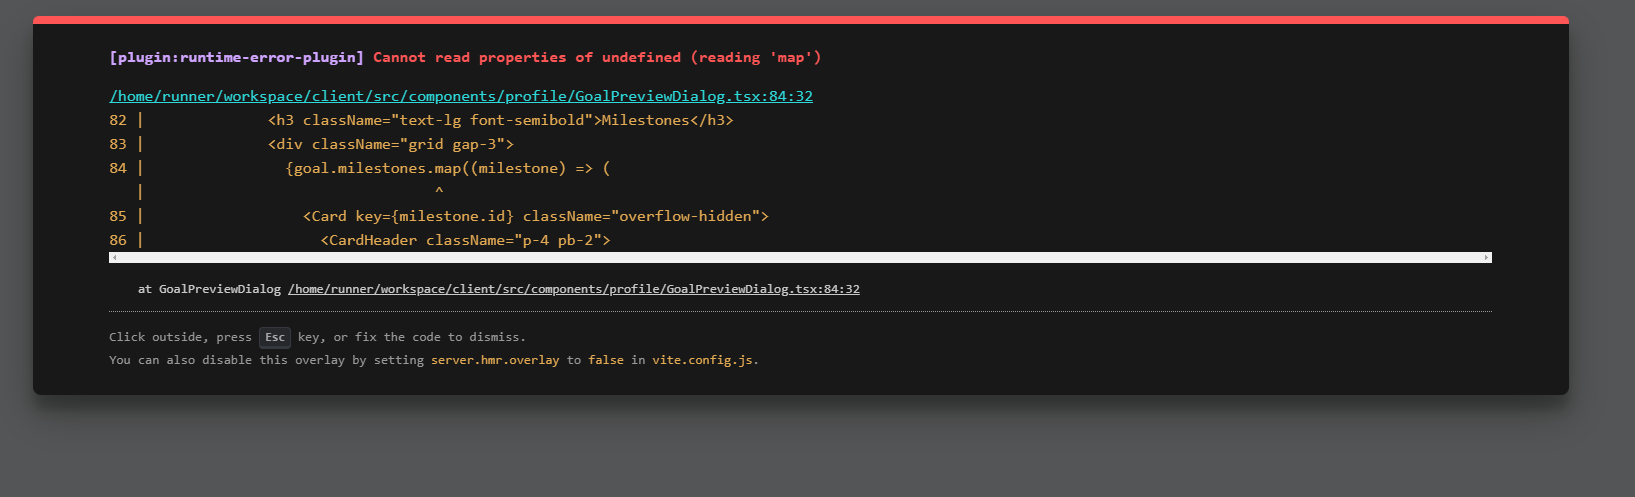 [plugin:runtime-error-plugin] Cannot read properties of undefined (reading 'map')
/home/runner/workspace/client/src/components/profile/GoalPreviewDialog.tsx:84:32
82 |              <h3 className="text-lg font-semibold">Milestones</h3>
83 |              <div className="grid gap-3">
84 |                {goal.milestones.map((milestone) => (
   |                                 ^
85 |                  <Card key={milestone.id} className="overflow-hidden">
86 |                    <CardHeader className="p-4 pb-2">
at GoalPreviewDialog /home/runner/workspace/client/src/components/profile/GoalPreviewDialog.tsx:84:32
Click outside, press Esc key, or fix the code to dismiss.
You can also disable this overlay by setting server.hmr.overlay to false in vite.config.js.